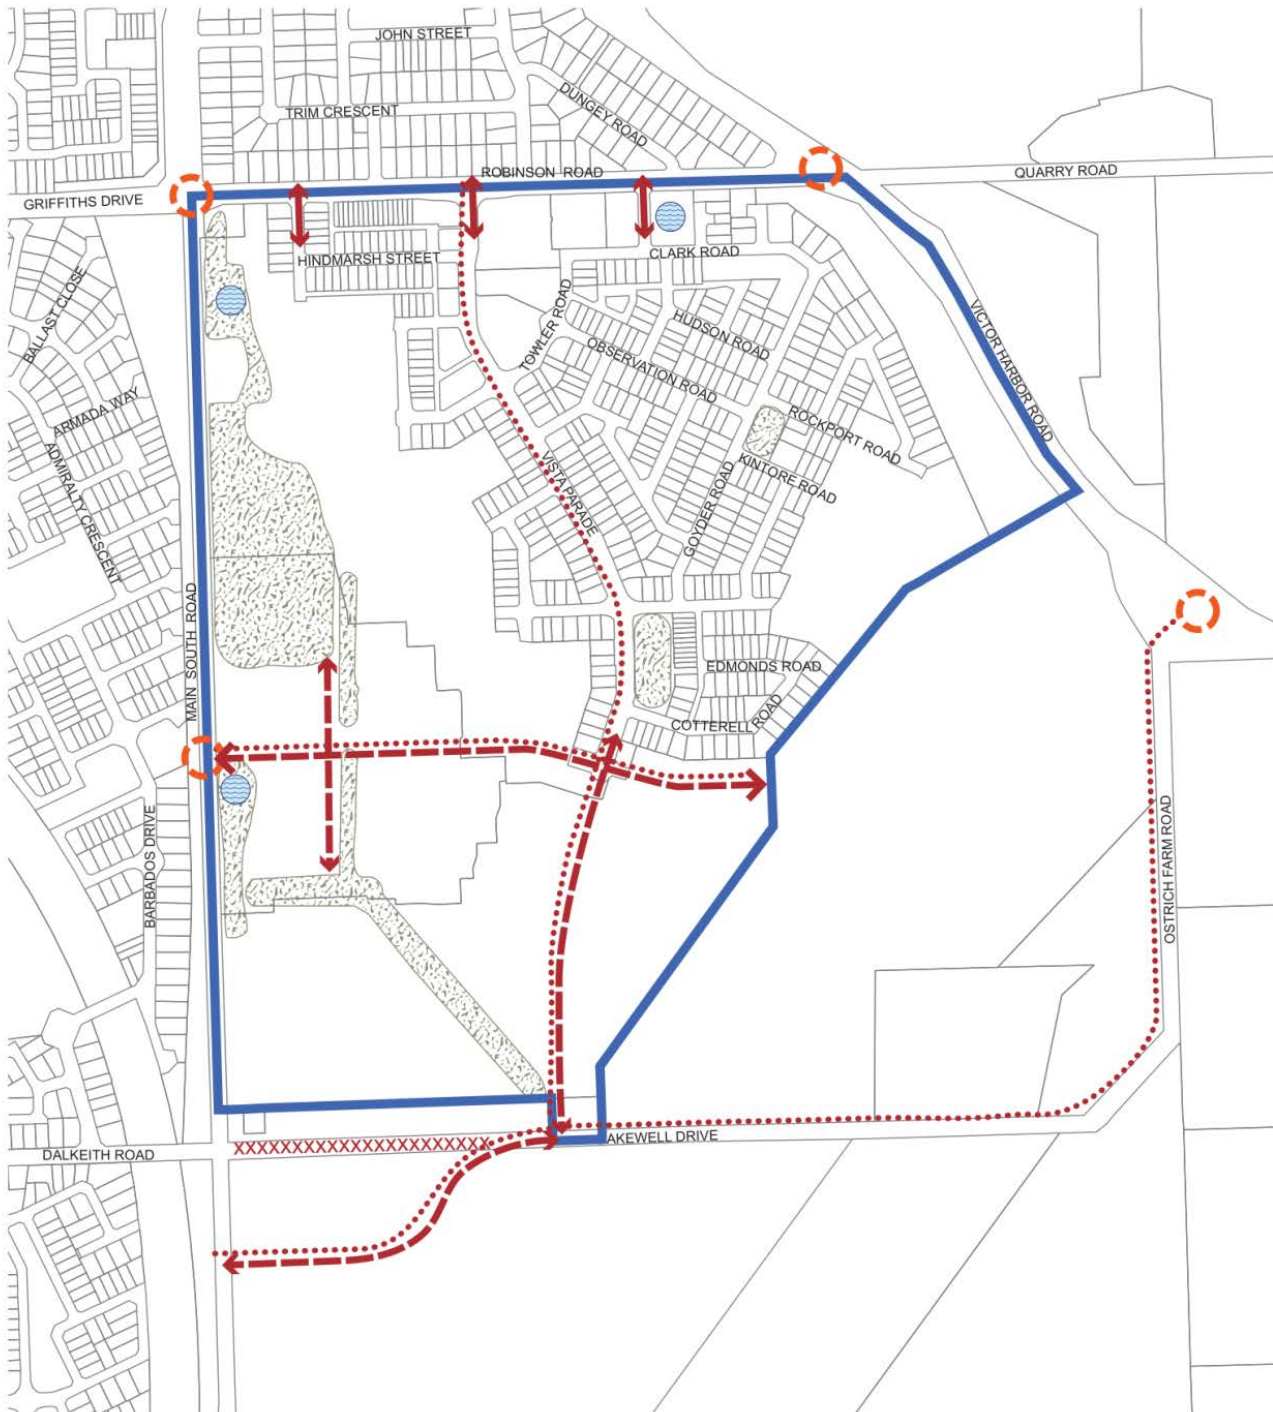 JOHN STREET
DUNGEY ROAD
TRIM CRESCENT
ROBINSON ROAD
QUARRY ROAD
GRIFFITHS DRIVE
HINDMARSH STREET
CLARK ROAD
BALLAST CLOSE
TOWLER ROAD
HUDSON ROAD
VICTOR HARBOR ROAD
OBSERVATION ROAD
ARMADA WAY
ROCKPORT ROAD
ADMIRALTY CRESCENT
VISTA PARADE
KINTORE ROAD
GOYDER ROAD
MAIN SOUTH ROAD
EDMONDS ROAD
COTTERELL ROAD
BARBADOS DRIVE
OSTRICH FARM ROAD
XXXXXXXXXXXXXXXXXXXXXX
AKEWELL DRIVE
DALKEITH ROAD